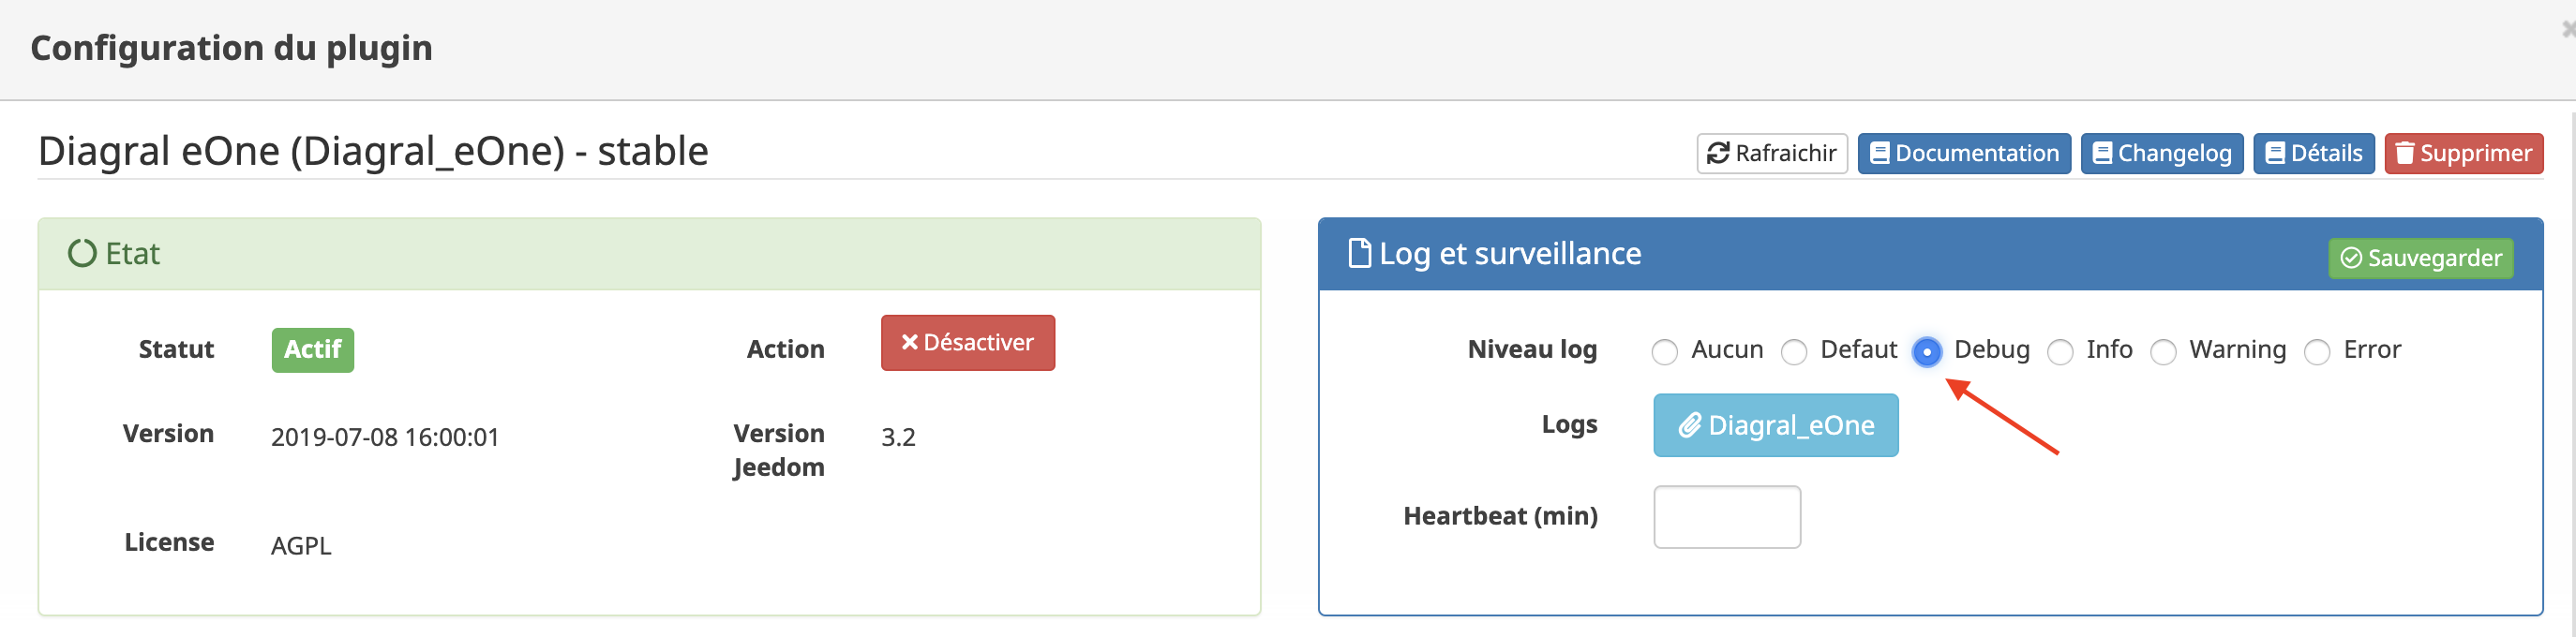 Configuration du plugin
Diagral eOne (Diagral_eOne) - stable
Rafraichir Documentation Changelog Détails Supprimer
Etat
Statut Actif Action Désactiver
Version 2019-07-08 16:00:01 Version Jeedom 3.2
License AGPL
Log et surveillance Sauvegarder
Niveau log Aucun Defaut Debug Info Warning Error
Logs Diagral_eOne
Heartbeat (min)